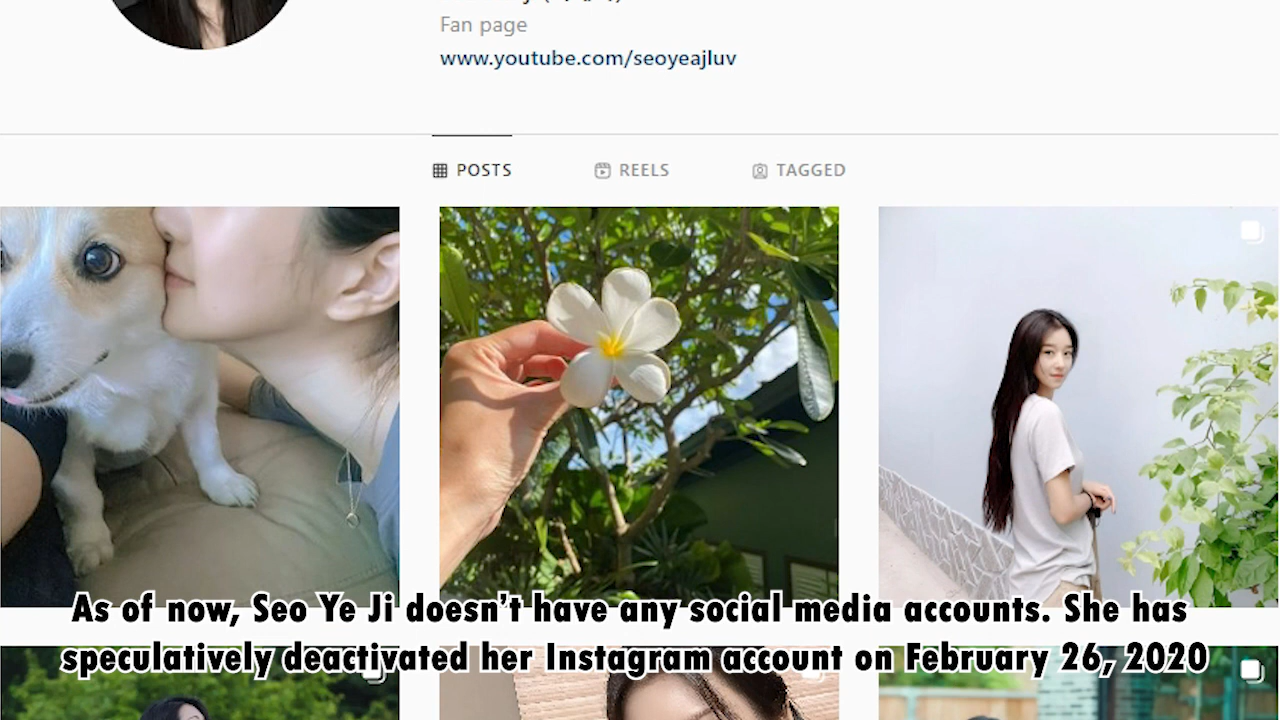 Fan page
www.youtube.com/seoyeajluv
POSTS REELS TAGGED
As of now, Seo Ye Ji doesn't have any social media accounts. She has
speculatively deactivated her Instagram account on February 26, 2020